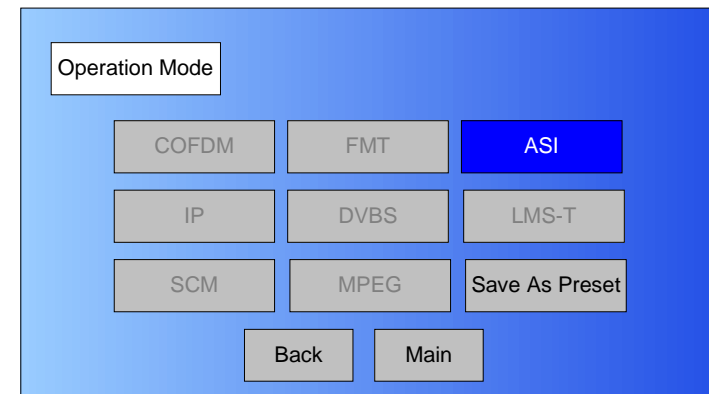 Operation Mode
COFDM FMT ASI
IP DVBS LMS-T
SCM MPEG Save As Preset
Back Main